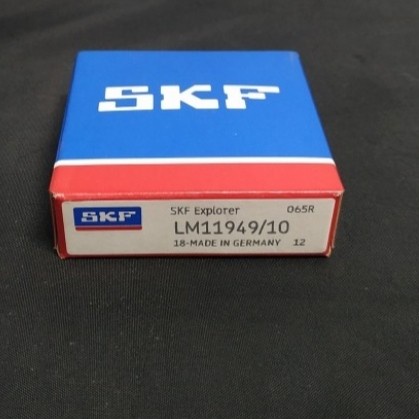 SKF
SKF
SKF Explorer 065R
LM11949/10
18-MADE IN GERMANY 12